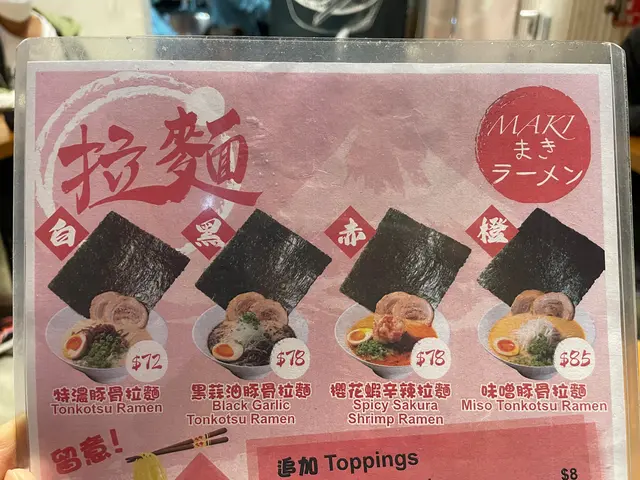 拉麵
MAKI
まき
ラーメン
白
黑
赤
橙
$72
$78
$78
$85
特濃豚骨拉麵
Tonkotsu Ramen
黑蒜油豚骨拉麵
Black Garlic
Tonkotsu Ramen
櫻花蝦辛辣拉麵
Spicy Sakura
Shrimp Ramen
味噌豚骨拉麵
Miso Tonkotsu Ramen
留意!
追加 Toppings
$8